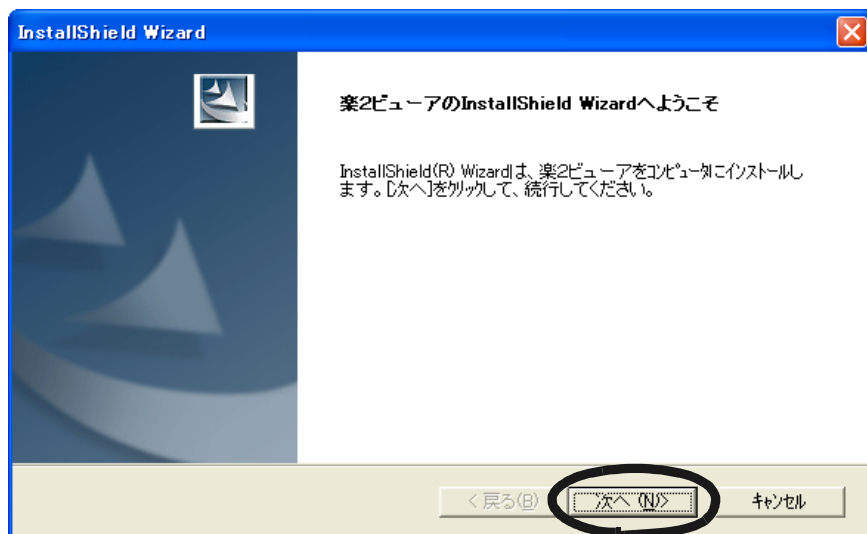 InstallShield Wizard
楽2ビューアのInstallShield Wizardへようこそ
InstallShield(R) Wizardは、楽2ビューアをコンピュータにインストールし
ます。[次へ]をクリックして、続行してください。
< 戻る(B) 次へ (N)> キャンセル